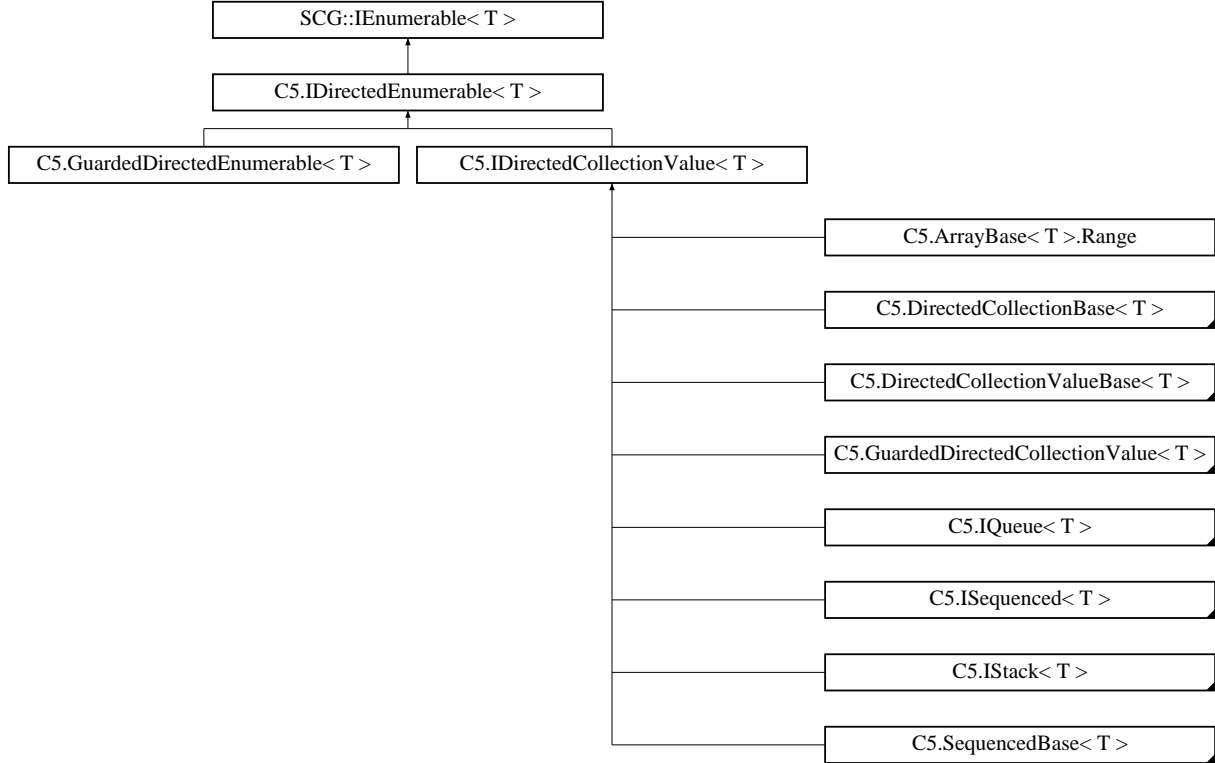 SCG::IEnumerable< T >
C5.IDirectedEnumerable< T >
C5.GuardedDirectedEnumerable< T >
C5.IDirectedCollectionValue< T >
C5.ArrayBase< T >.Range
C5.DirectedCollectionBase< T >
C5.DirectedCollectionValueBase< T >
C5.GuardedDirectedCollectionValue< T >
C5.IQueue< T >
C5.ISequenced< T >
C5.IStack< T >
C5.SequencedBase< T >